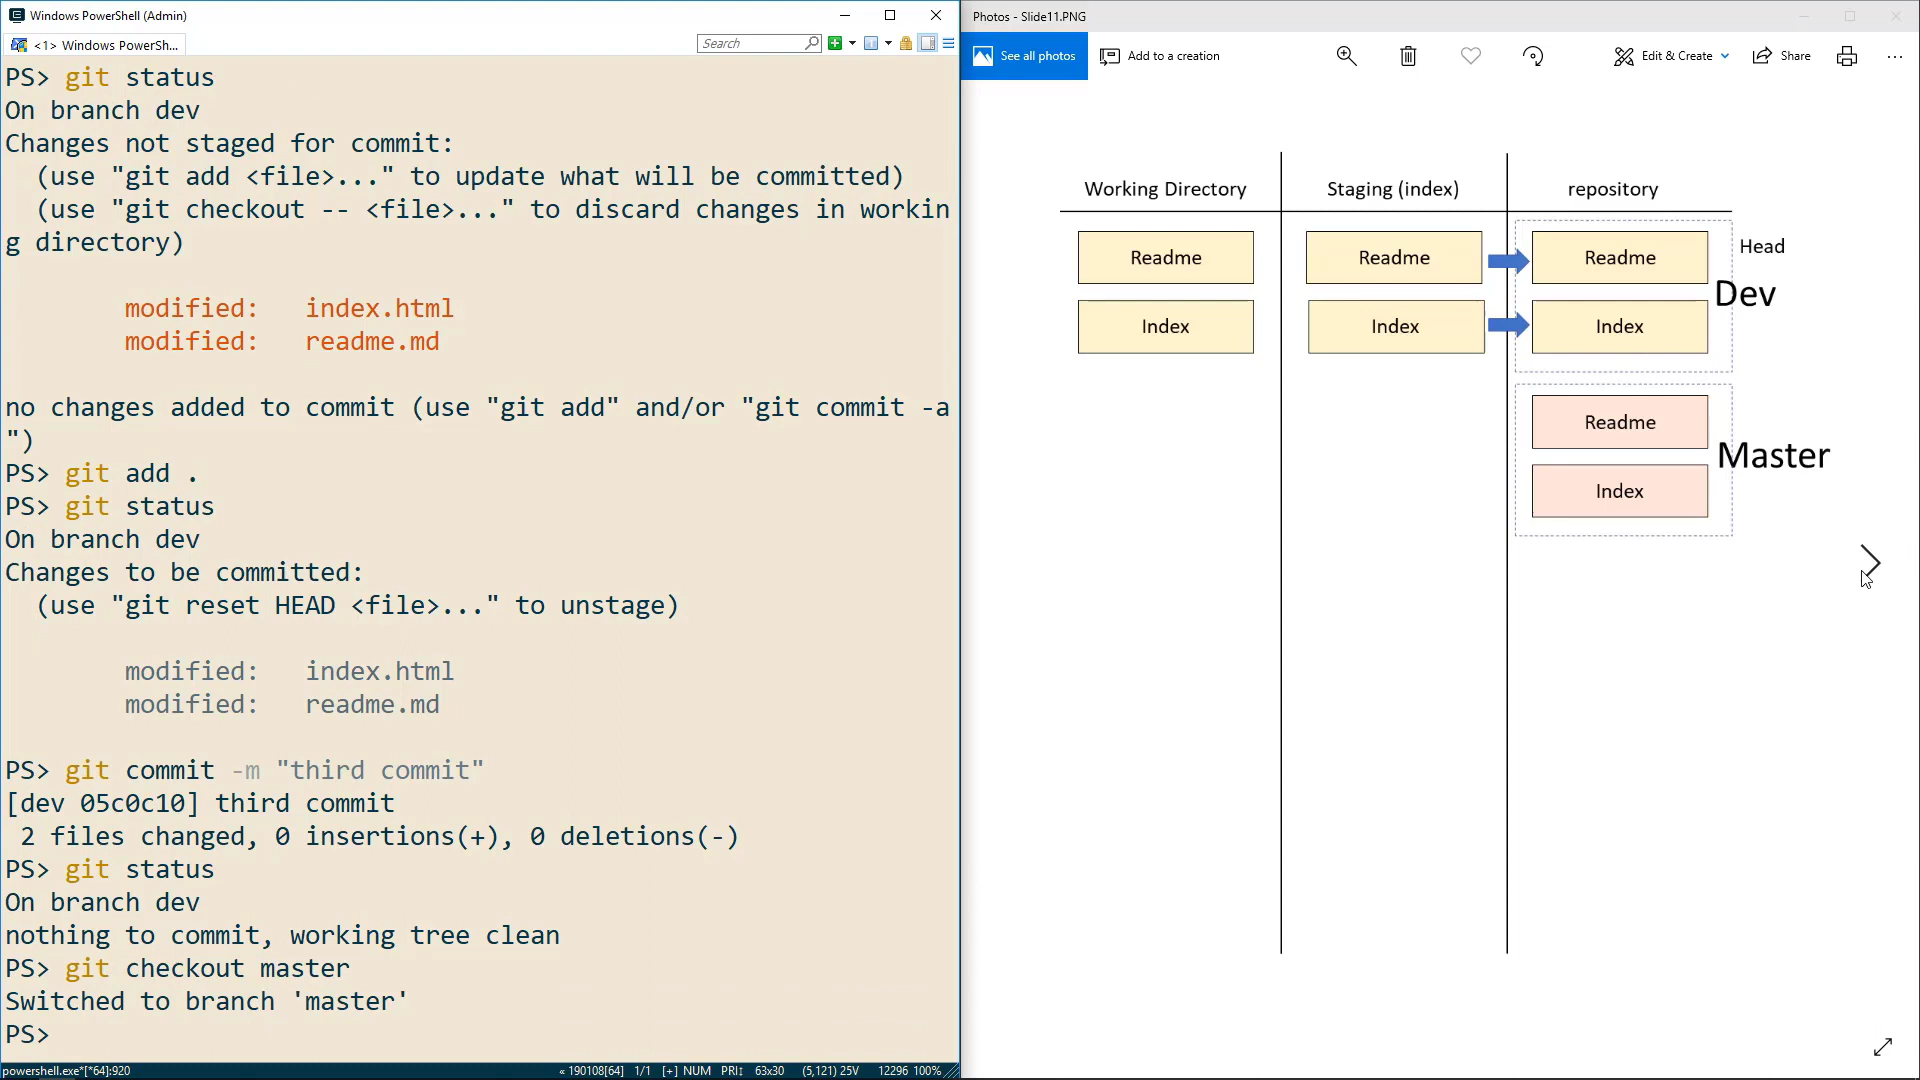 Windows PowerShell (Admin)
<1> Windows PowerSh...
Search
PS> git status
On branch dev
Changes not staged for commit:
  (use "git add <file>..." to update what will be committed)
  (use "git checkout -- <file>..." to discard changes in workin
g directory)
        modified:   index.html
        modified:   readme.md
no changes added to commit (use "git add" and/or "git commit -a
")
PS> git add .
PS> git status
On branch dev
Changes to be committed:
  (use "git reset HEAD <file>..." to unstage)
        modified:   index.html
        modified:   readme.md
PS> git commit -m "third commit"
[dev 05c0c10] third commit
 2 files changed, 0 insertions(+), 0 deletions(-)
PS> git status
On branch dev
nothing to commit, working tree clean
PS> git checkout master
Switched to branch 'master'
PS>
powershell.exe*[*64]:920
« 190108[64] 1/1 [+] NUM PRI↕ 63x30 (5,121) 25V 12296 100%
Photos - Slide11.PNG
See all photos
Add to a creation
Edit & Create
Share
Working Directory
Staging (index)
repository
Readme
Readme
Readme
Head
Dev
Index
Index
Index
Readme
Master
Index